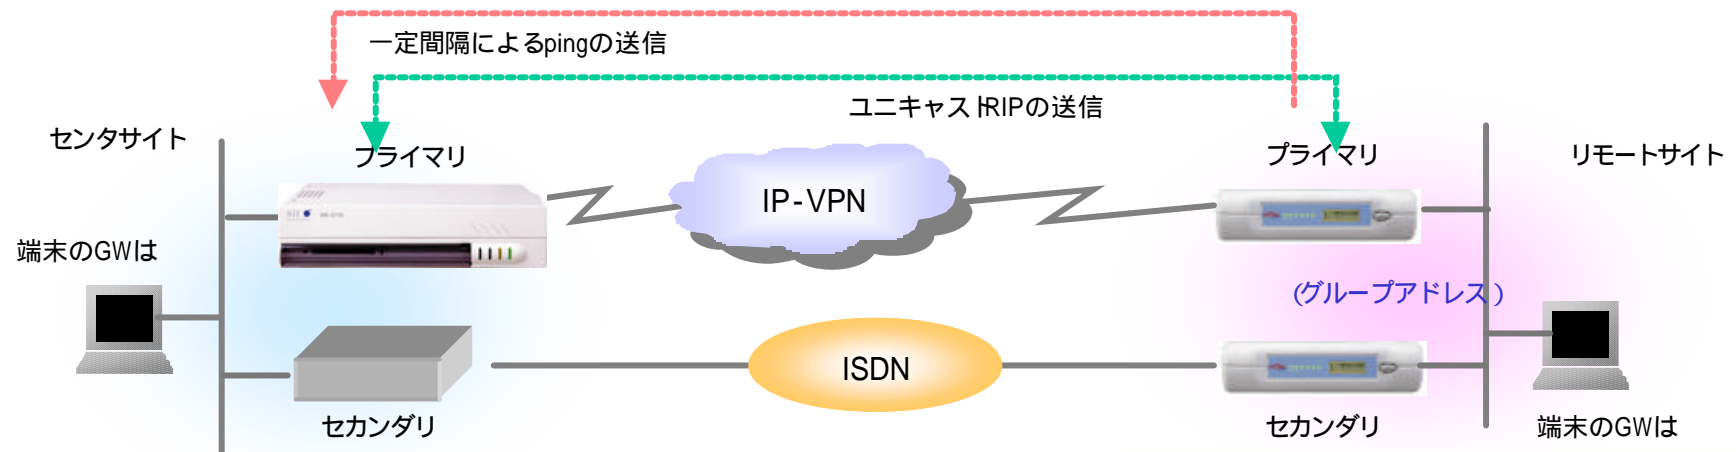 一定間隔によるpingの送信
ユニキャストRIPの送信
センタサイト
プライマリ
プライマリ
リモートサイト
IP-VPN
端末のGWは
(グループアドレス)
ISDN
セカンダリ
セカンダリ
端末のGWは